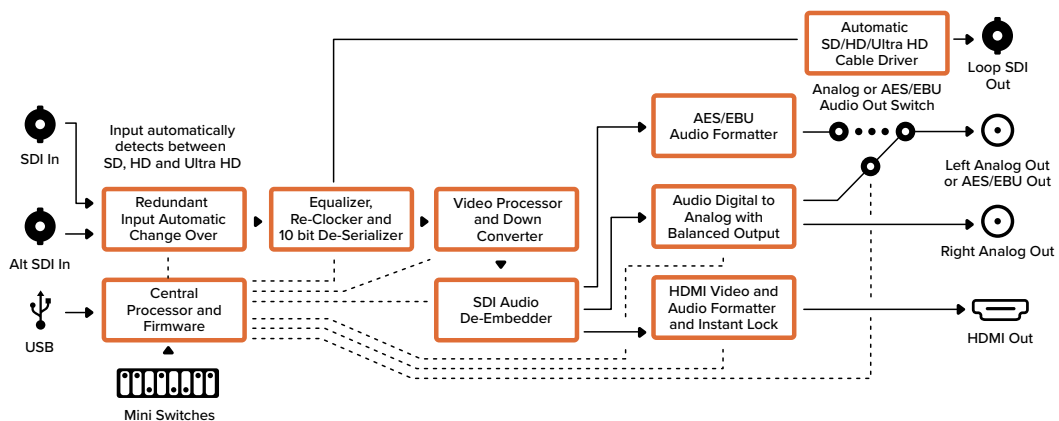 Automatic
SD/HD/Ultra HD
Cable Driver
Loop SDI
Out
Analog or AES/EBU
Audio Out Switch
SDI In
Input automatically
detects between
SD, HD and Ultra HD
AES/EBU
Audio Formatter
Left Analog Out
or AES/EBU Out
Alt SDI In
Redundant
Input Automatic
Change Over
Equalizer,
Re-Clocker and
10 bit De-Serializer
Video Processor
and Down
Converter
Audio Digital to
Analog with
Balanced Output
Right Analog Out
USB
Central
Processor and
Firmware
SDI Audio
De-Embedder
HDMI Video and
Audio Formatter
and Instant Lock
HDMI Out
Mini Switches